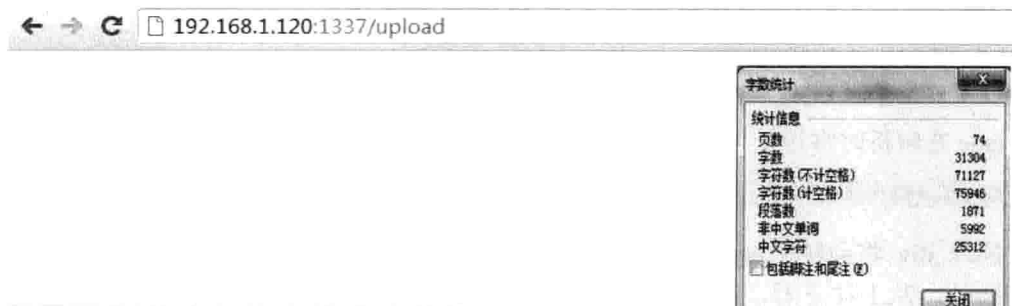 192.168.1.120:1337/upload
字数统计
统计信息
页数 74
字数 31304
字符数(不计空格) 71127
字符数(计空格) 75946
段落数 1871
非中文单词 5992
中文字符 25312
包括脚注和尾注(F)
关闭